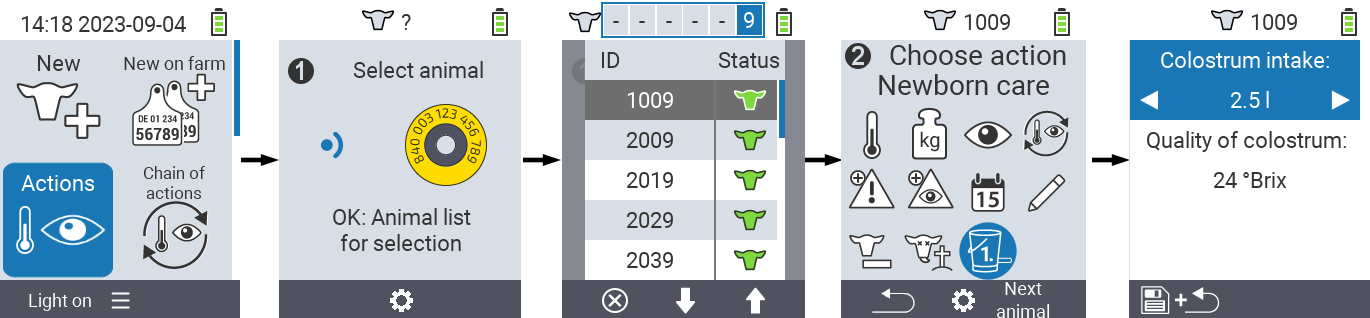 14:18 2023-09-04
New
New on farm
DE 01 234
56789
39
Actions
Chain of
actions
Light on
?
1
Select animal
840 003 123 456 789
OK: Animal list
for selection
- - - - - 9
ID Status
1009
2009
2019
2029
2039
1009
2 Choose action
Newborn care
kg
15
1.
Next
animal
1009
Colostrum intake:
2.5 l
Quality of colostrum:
24 °Brix
+